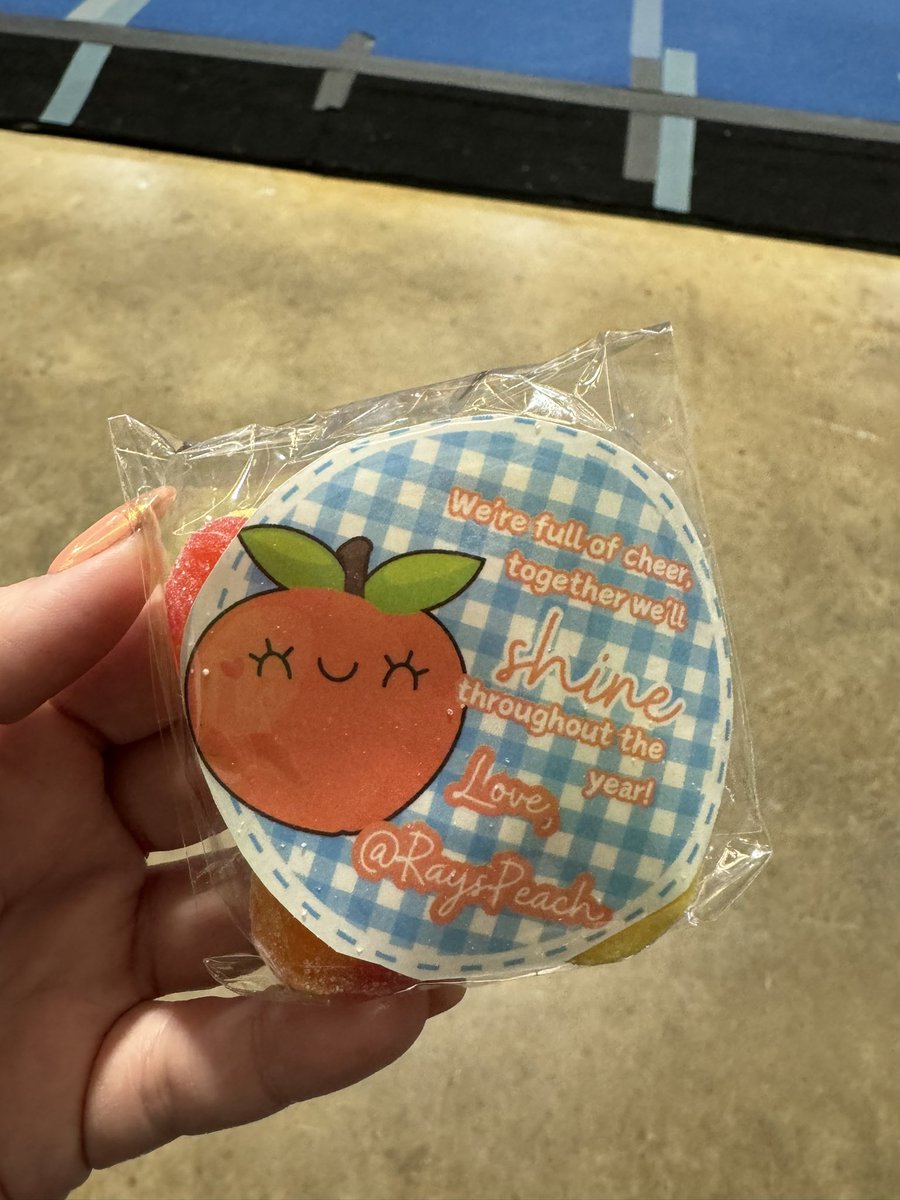 We're full of cheer,
together we'll
shine
throughout the
year!
Love,
@RaysPeach